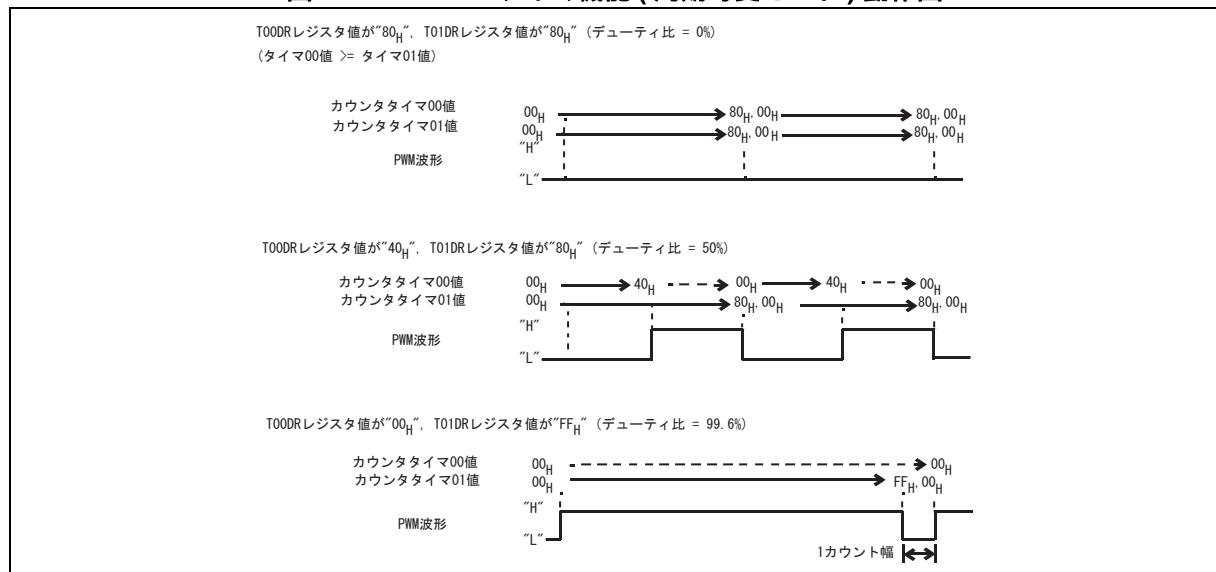 T00DRレジスタ値が"80H", T01DRレジスタ値が"80H" (デューティ比 = 0%)
(タイマ00値 >= タイマ01値)
カウンタタイマ00値 00H 80H, 00H 80H, 00H
カウンタタイマ01値 00H 80H, 00H 80H, 00H
"H"
PWM波形
"L"
T00DRレジスタ値が"40H", T01DRレジスタ値が"80H" (デューティ比 = 50%)
カウンタタイマ00値 00H 40H 00H 40H 00H
カウンタタイマ01値 00H 80H, 00H 80H, 00H
"H"
PWM波形
"L"
T00DRレジスタ値が"00H", T01DRレジスタ値が"FFH" (デューティ比 = 99.6%)
カウンタタイマ00値 00H 00H
カウンタタイマ01値 00H FFH, 00H
"H"
PWM波形
"L"
1カウント幅